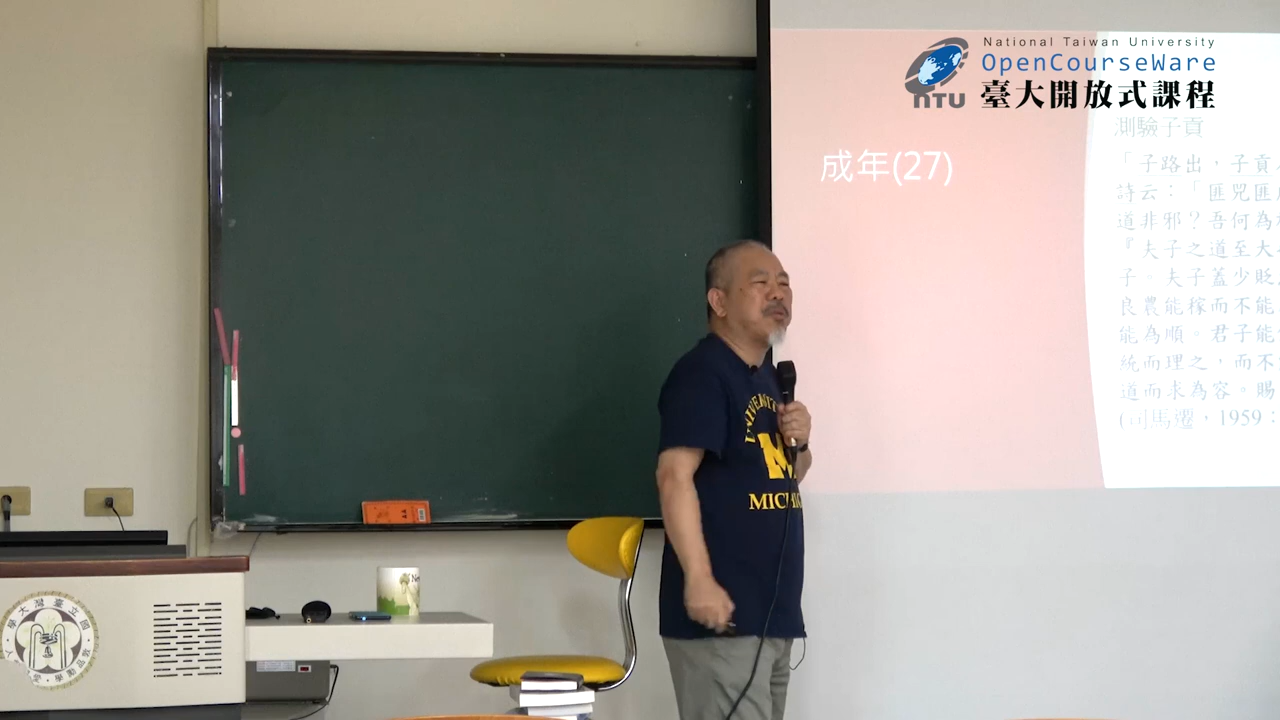 National Taiwan University
OpenCourseWare
nTU
臺大開放式課程
成年(27)
測驗子貢
「子路出，子貢
詩云：「匪兕匪
道非邪？吾何為
『夫子之道至大
子。夫子蓋少貶
良農能稼而不能
能為順。君子能
統而理之，而不
道而求為容。賜
(司馬遷，1959：
UNIVERSIT
M
MICHI